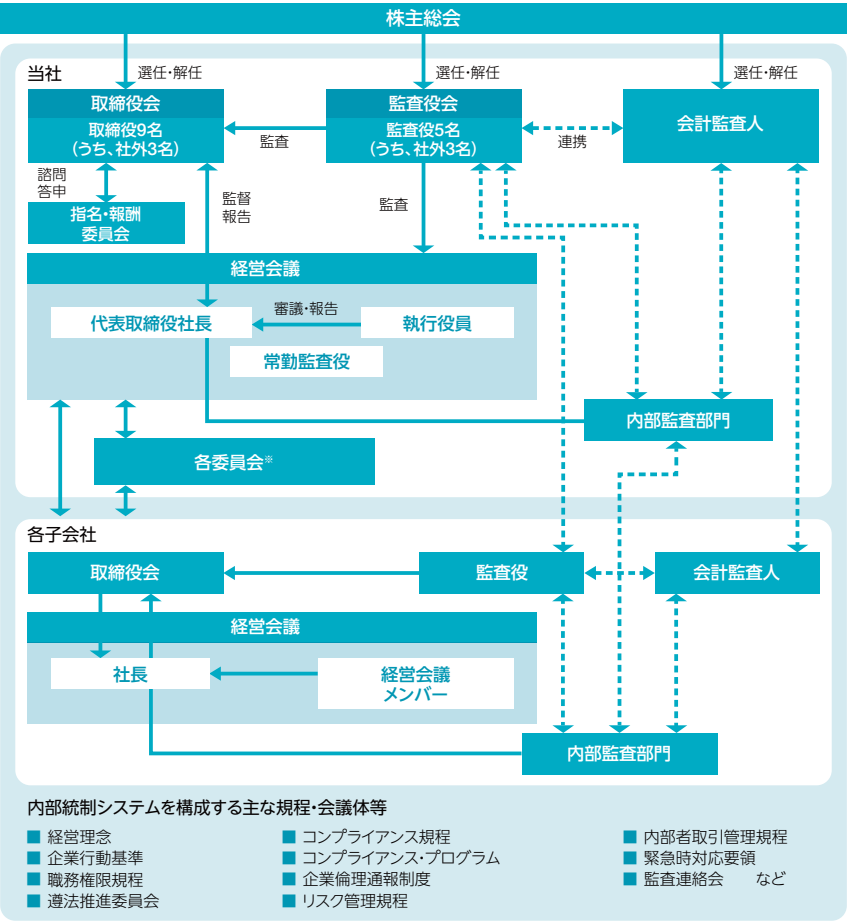 株主総会
当社
選任・解任
選任・解任
選任・解任
取締役会
取締役9名
(うち、社外3名)
監査
監査役会
監査役5名
(うち、社外3名)
連携
会計監査人
諮問
答申
指名・報酬
委員会
監督
報告
監査
経営会議
代表取締役社長
審議・報告
執行役員
常勤監査役
内部監査部門
各委員会※
各子会社
取締役会
監査役
会計監査人
経営会議
社長
経営会議
メンバー
内部監査部門
内部統制システムを構成する主な規程・会議体等
■ 経営理念
■ 企業行動基準
■ 職務権限規程
■ 遵法推進委員会
■ コンプライアンス規程
■ コンプライアンス・プログラム
■ 企業倫理通報制度
■ リスク管理規程
■ 内部者取引管理規程
■ 緊急時対応要領
■ 監査連絡会 など